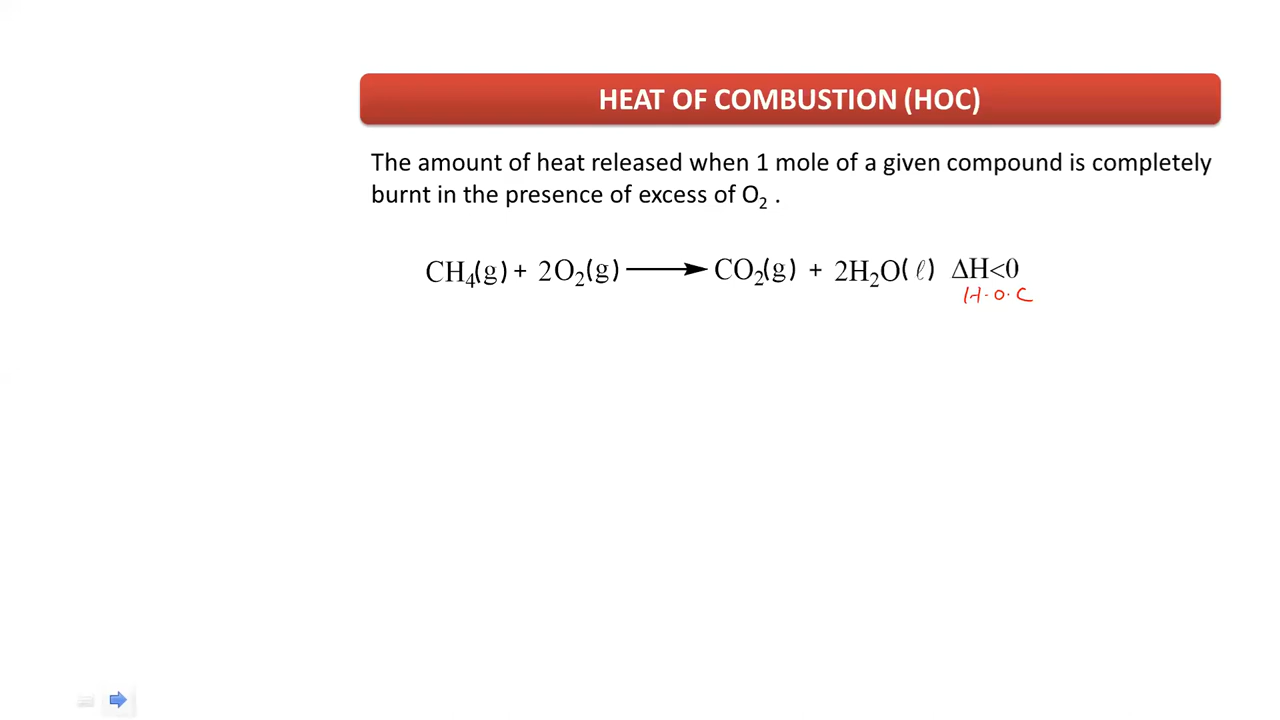 HEAT OF COMBUSTION (HOC)
The amount of heat released when 1 mole of a given compound is completely
burnt in the presence of excess of O₂ .
CH₄(g) + 2O₂(g) ⟶ CO₂(g) + 2H₂O(ℓ) ΔH<0
H.O.C